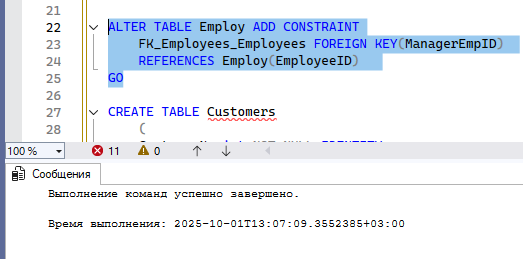 21
22 ALTER TABLE Employ ADD CONSTRAINT
23 FK_Employees_Employees FOREIGN KEY(ManagerEmpID)
24 REFERENCES Employ(EmployeeID)
25 GO
26
27 CREATE TABLE Customers
28 (
100 % 11 0
Сообщения
Выполнение команд успешно завершено.
Время выполнения: 2025-10-01T13:07:09.3552385+03:00